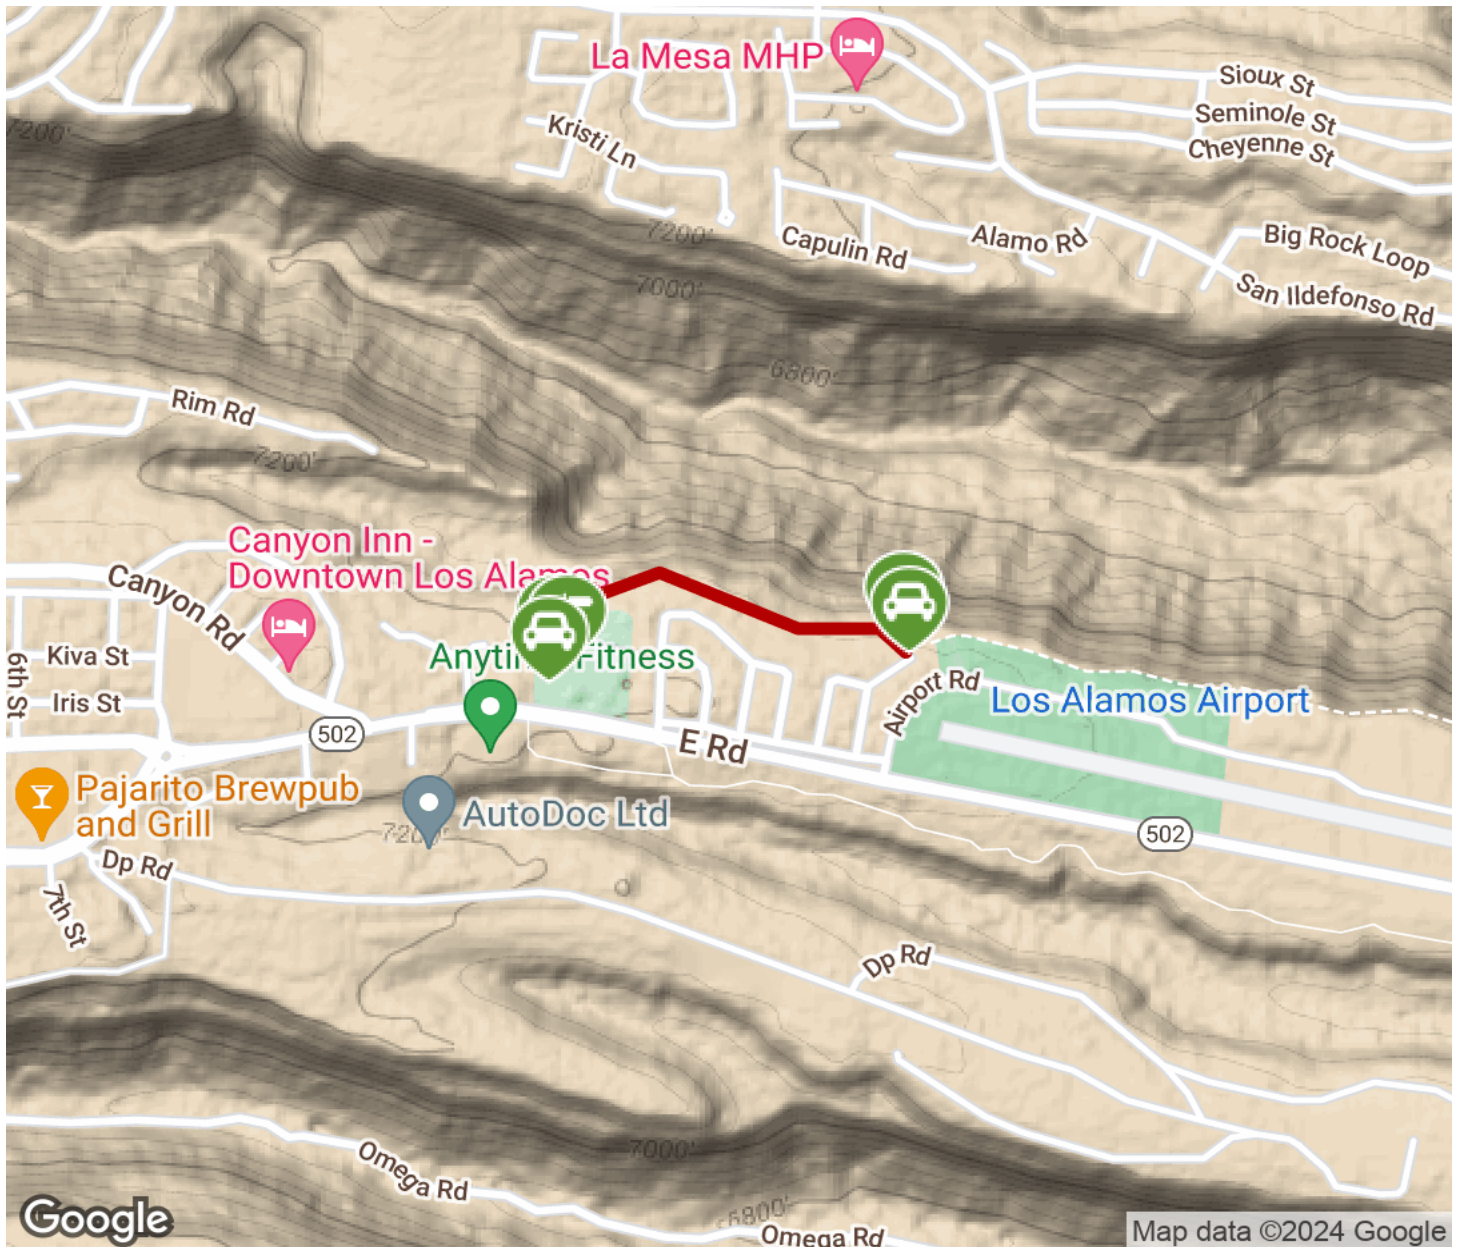 La Mesa MHP
Sioux St
Seminole St
Cheyenne St
Kristi Ln
7200'
7200'
Capulin Rd
Alamo Rd
Big Rock Loop
San Ildefonso Rd
7000'
6800'
Rim Rd
7200'
Canyon Inn -
Downtown Los Alamos
Canyon Rd
Kiva St
6th St
Iris St
Fitness
Airport Rd
Los Alamos Airport
502
E Rd
Pajarito Brewpub
and Grill
AutoDoc Ltd
502
Dp Rd
7th St
Dp Rd
7000'
Omega Rd
6800'
Omega Rd
Google
Map data ©2024 Google